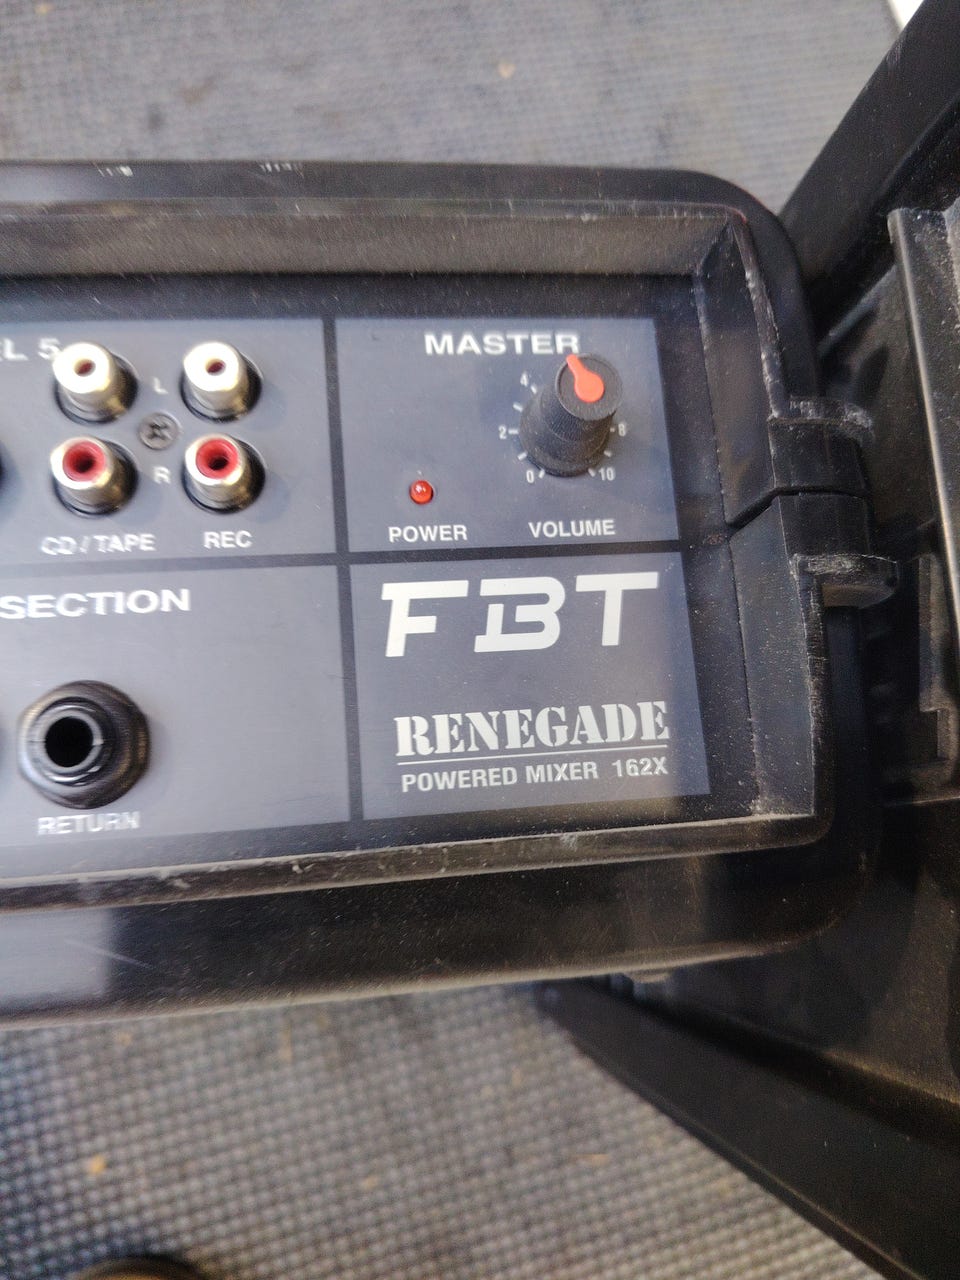 EL 5
MASTER
4
L
2
8
R
0
10
CD / TAPE
REC
POWER
VOLUME
SECTION
FBT
RENEGADE
POWERED MIXER 162X
RETURN